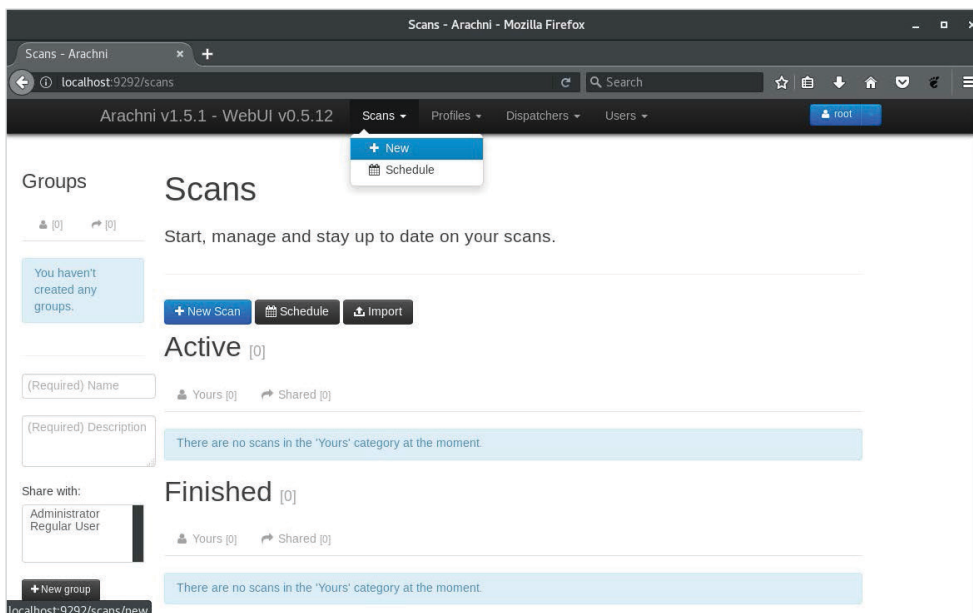 Scans - Arachni - Mozilla Firefox
Scans - Arachni × +
localhost:9292/scans
Search
Arachni v1.5.1 - WebUI v0.5.12 Scans Profiles Dispatchers Users root
+ New
Schedule
Groups
[0] [0]
You haven't
created any
groups.
(Required) Name
(Required) Description
Share with:
Administrator
Regular User
+ New group
localhost:9292/scans/new
Scans
Start, manage and stay up to date on your scans.
+ New Scan Schedule Import
Active [0]
Yours [0] Shared [0]
There are no scans in the 'Yours' category at the moment.
Finished [0]
Yours [0] Shared [0]
There are no scans in the 'Yours' category at the moment.